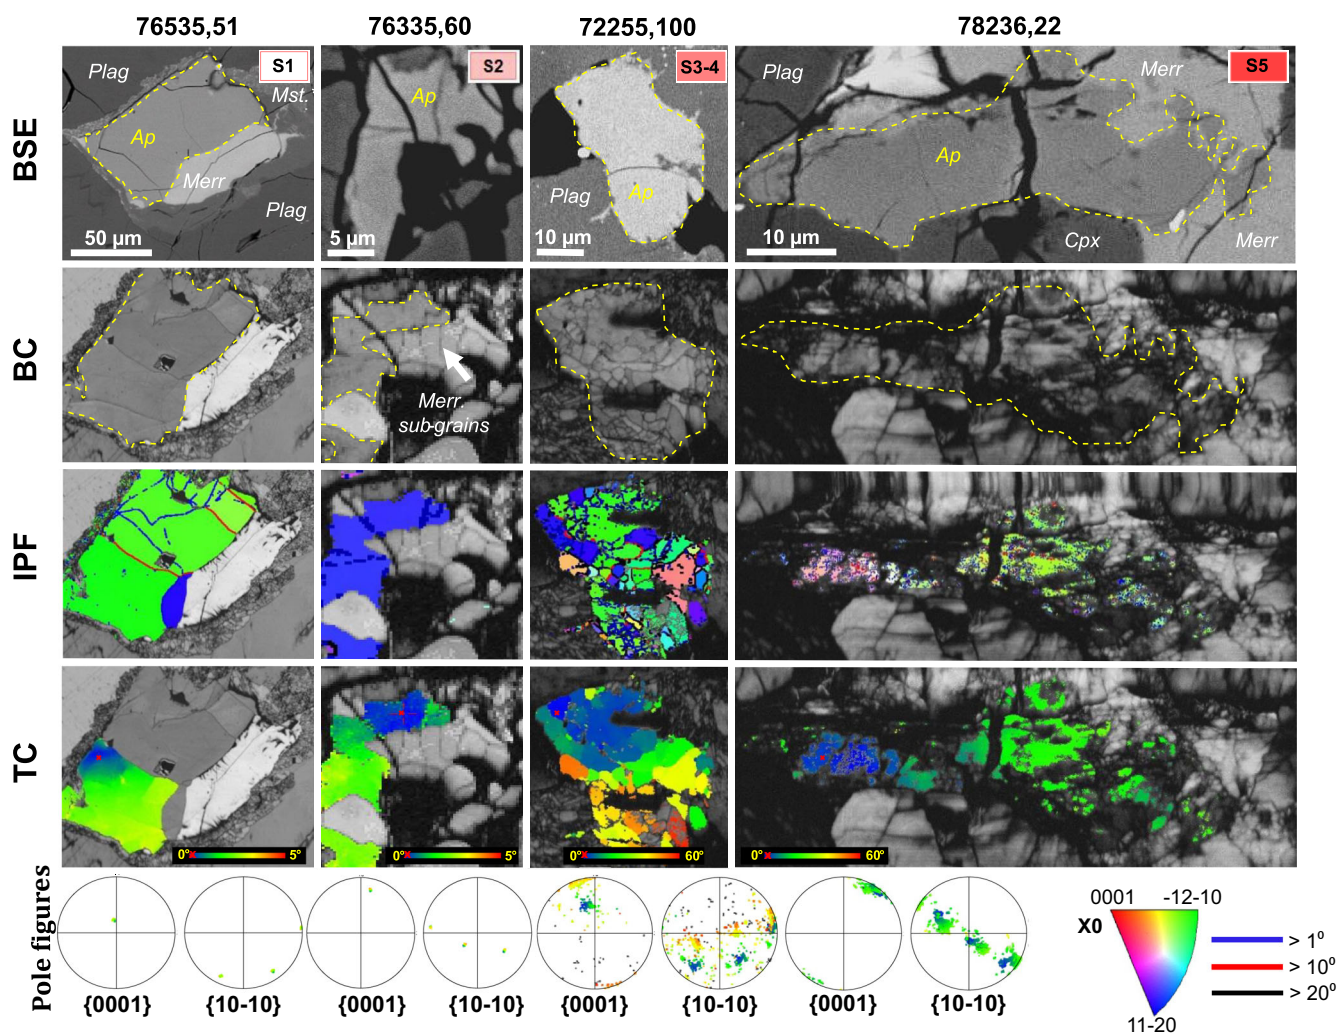 76535,51 76335,60 72255,100 78236,22
BSE
S1 S2 S3-4 S5
Plag Mst. Ap Merr Plag
50 µm
Ap
5 µm
Plag Ap
10 µm
Plag Merr Ap Cpx Merr
10 µm
BC
Merr.
sub-grains
IPF
TC
0°x 5° 0°x 5° 0°x 60° 0°x 60°
Pole figures
{0001} {10-10} {0001} {10-10} {0001} {10-10} {0001} {10-10}
0001 -12-10
X0
11-20
> 1⁰
> 10⁰
> 20⁰